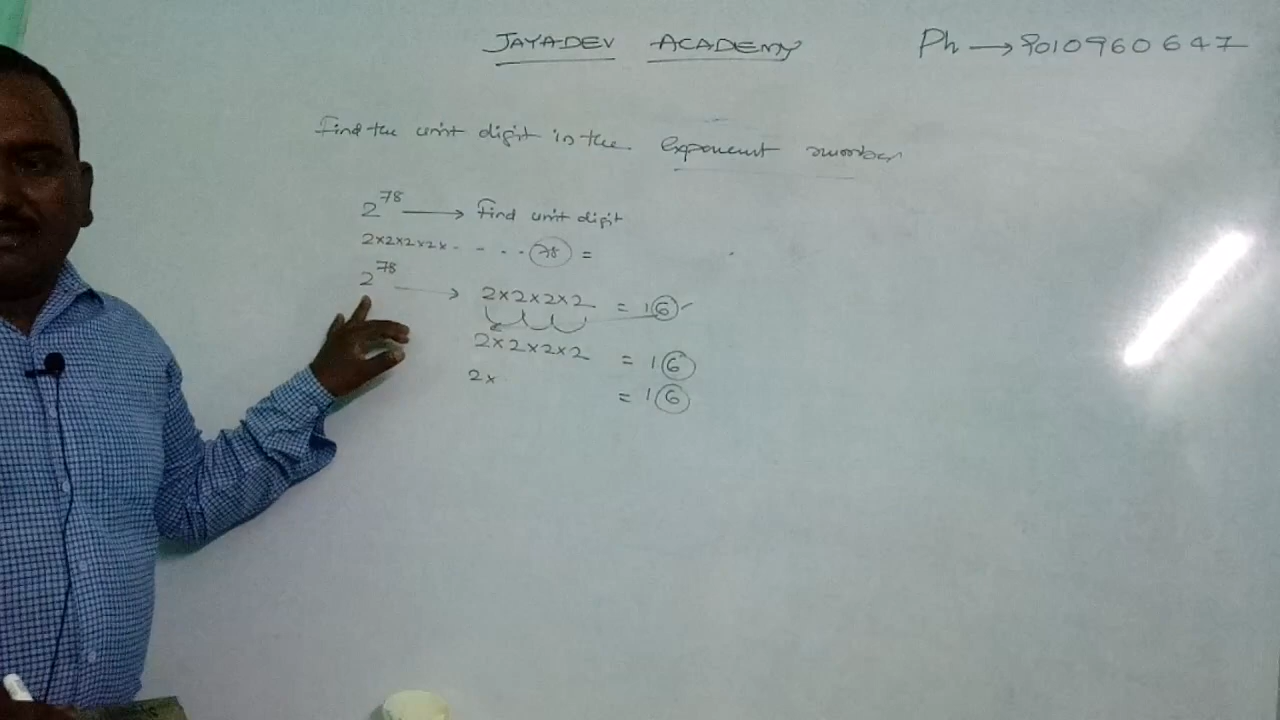 JAYADEV ACADEMY Ph → 9010960647
Find the unit digit in the Exponent number
2^78 → Find unit digit
2×2×2×2×- - - . . 78 =
2^78 → 2×2×2×2 = 16 ✓
2×2×2×2 = 16
2× = 16